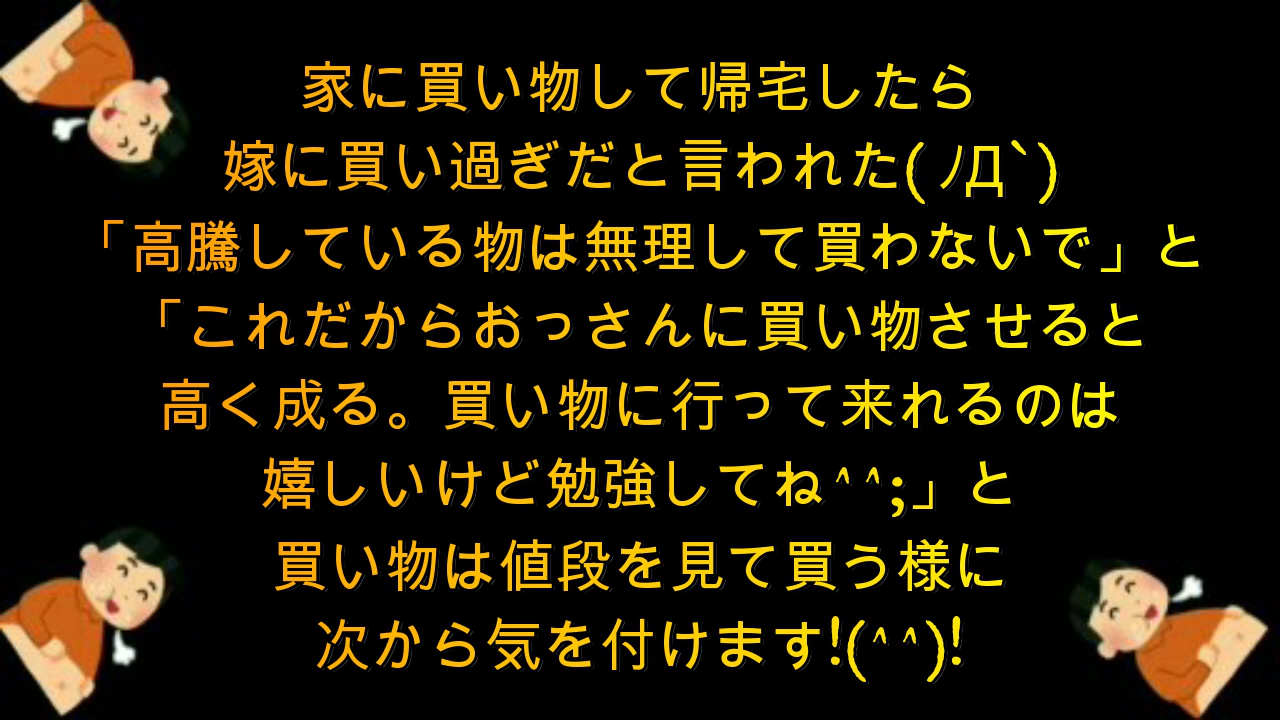 家に買い物して帰宅したら
嫁に買い過ぎだと言われた(ﾉД`)
「高騰している物は無理して買わないで」と
「これだからおっさんに買い物させると
高く成る。買い物に行って来れるのは
嬉しいけど勉強してね^^;」と
買い物は値段を見て買う様に
次から気を付けます!(^^)!